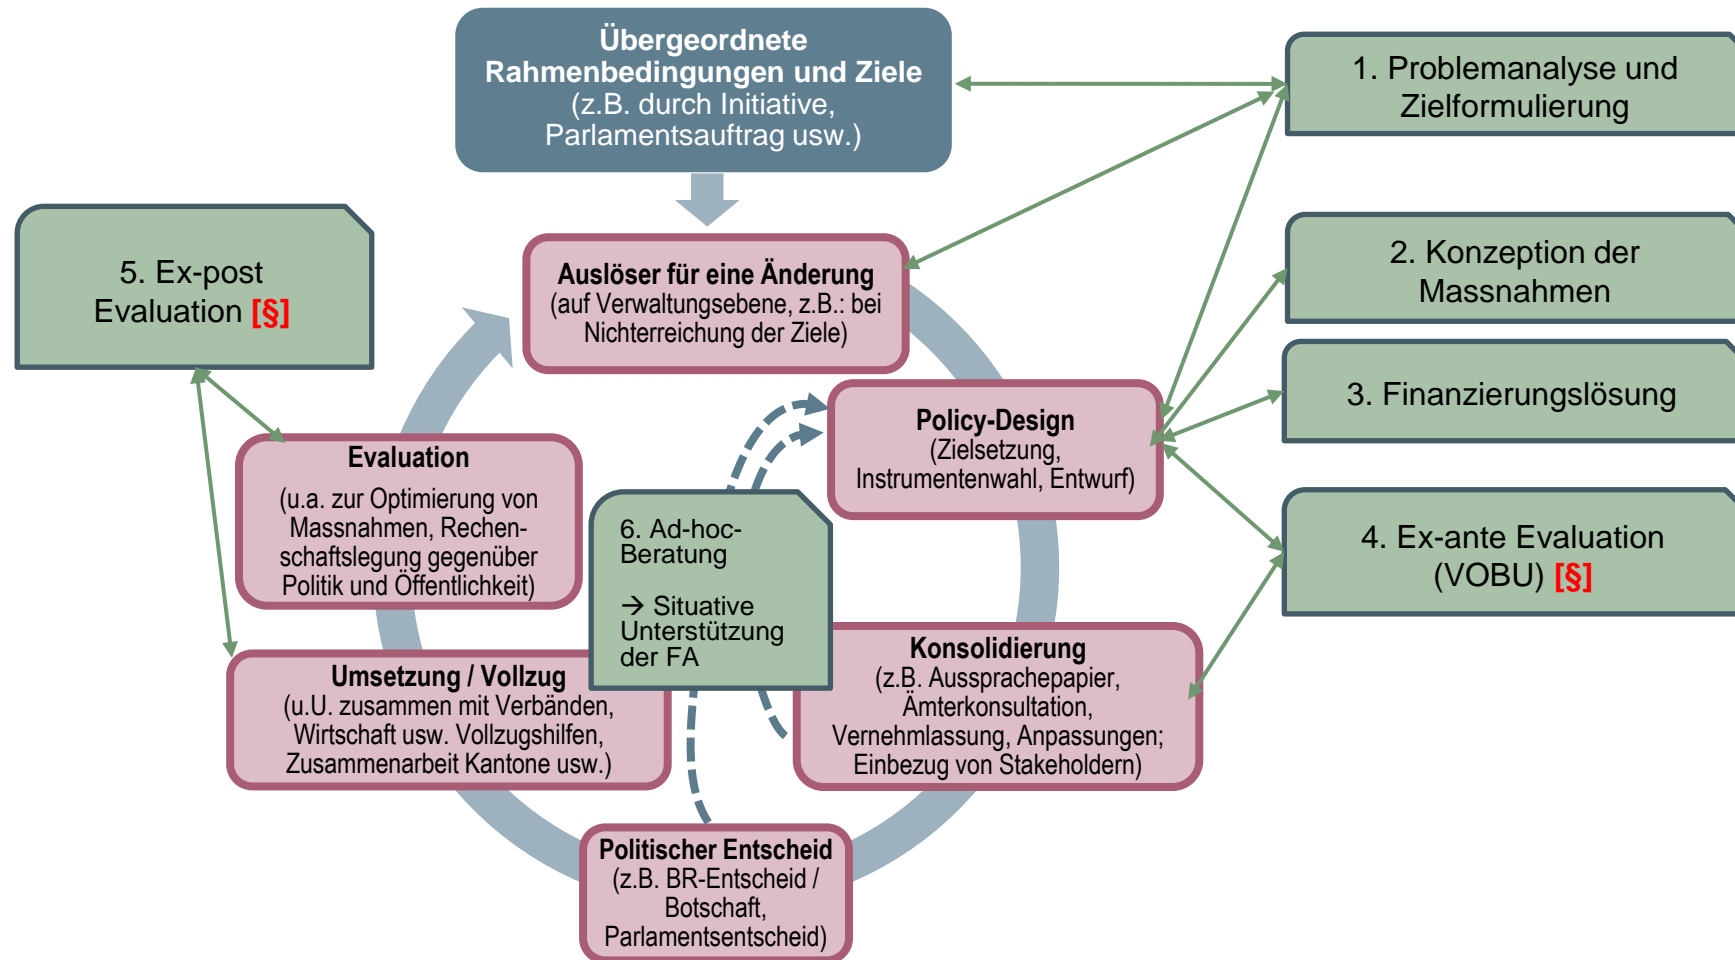 Übergeordnete
Rahmenbedingungen und Ziele
(z.B. durch Initiative,
Parlamentsauftrag usw.)
1. Problemanalyse und
Zielformulierung
5. Ex-post
Evaluation [§]
Auslöser für eine Änderung
(auf Verwaltungsebene, z.B.: bei
Nichterreichung der Ziele)
2. Konzeption der
Massnahmen
3. Finanzierungslösung
Policy-Design
(Zielsetzung,
Instrumentenwahl, Entwurf)
Evaluation
(u.a. zur Optimierung von
Massnahmen, Rechen-
schaftslegung gegenüber
Politik und Öffentlichkeit)
6. Ad-hoc-
Beratung
→ Situative
Unterstützung
der FA
4. Ex-ante Evaluation
(VOBU) [§]
Umsetzung / Vollzug
(u.U. zusammen mit Verbänden,
Wirtschaft usw. Vollzugshilfen,
Zusammenarbeit Kantone usw.)
Konsolidierung
(z.B. Aussprachepapier,
Ämterkonsultation,
Vernehmlassung, Anpassungen;
Einbezug von Stakeholdern)
Politischer Entscheid
(z.B. BR-Entscheid /
Botschaft,
Parlamentsentscheid)